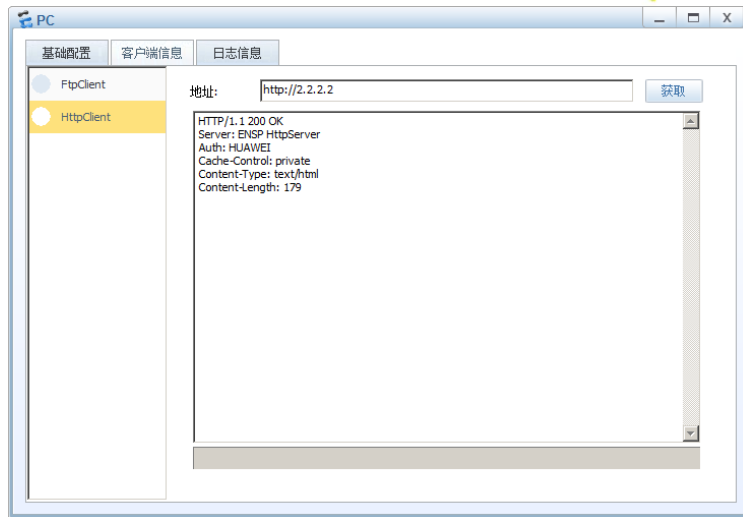 PC
基础配置 客户端信息 日志信息
FtpClient
HttpClient
地址: http://2.2.2.2 获取
HTTP/1.1 200 OK
Server: ENSP HttpServer
Auth: HUAWEI
Cache-Control: private
Content-Type: text/html
Content-Length: 179